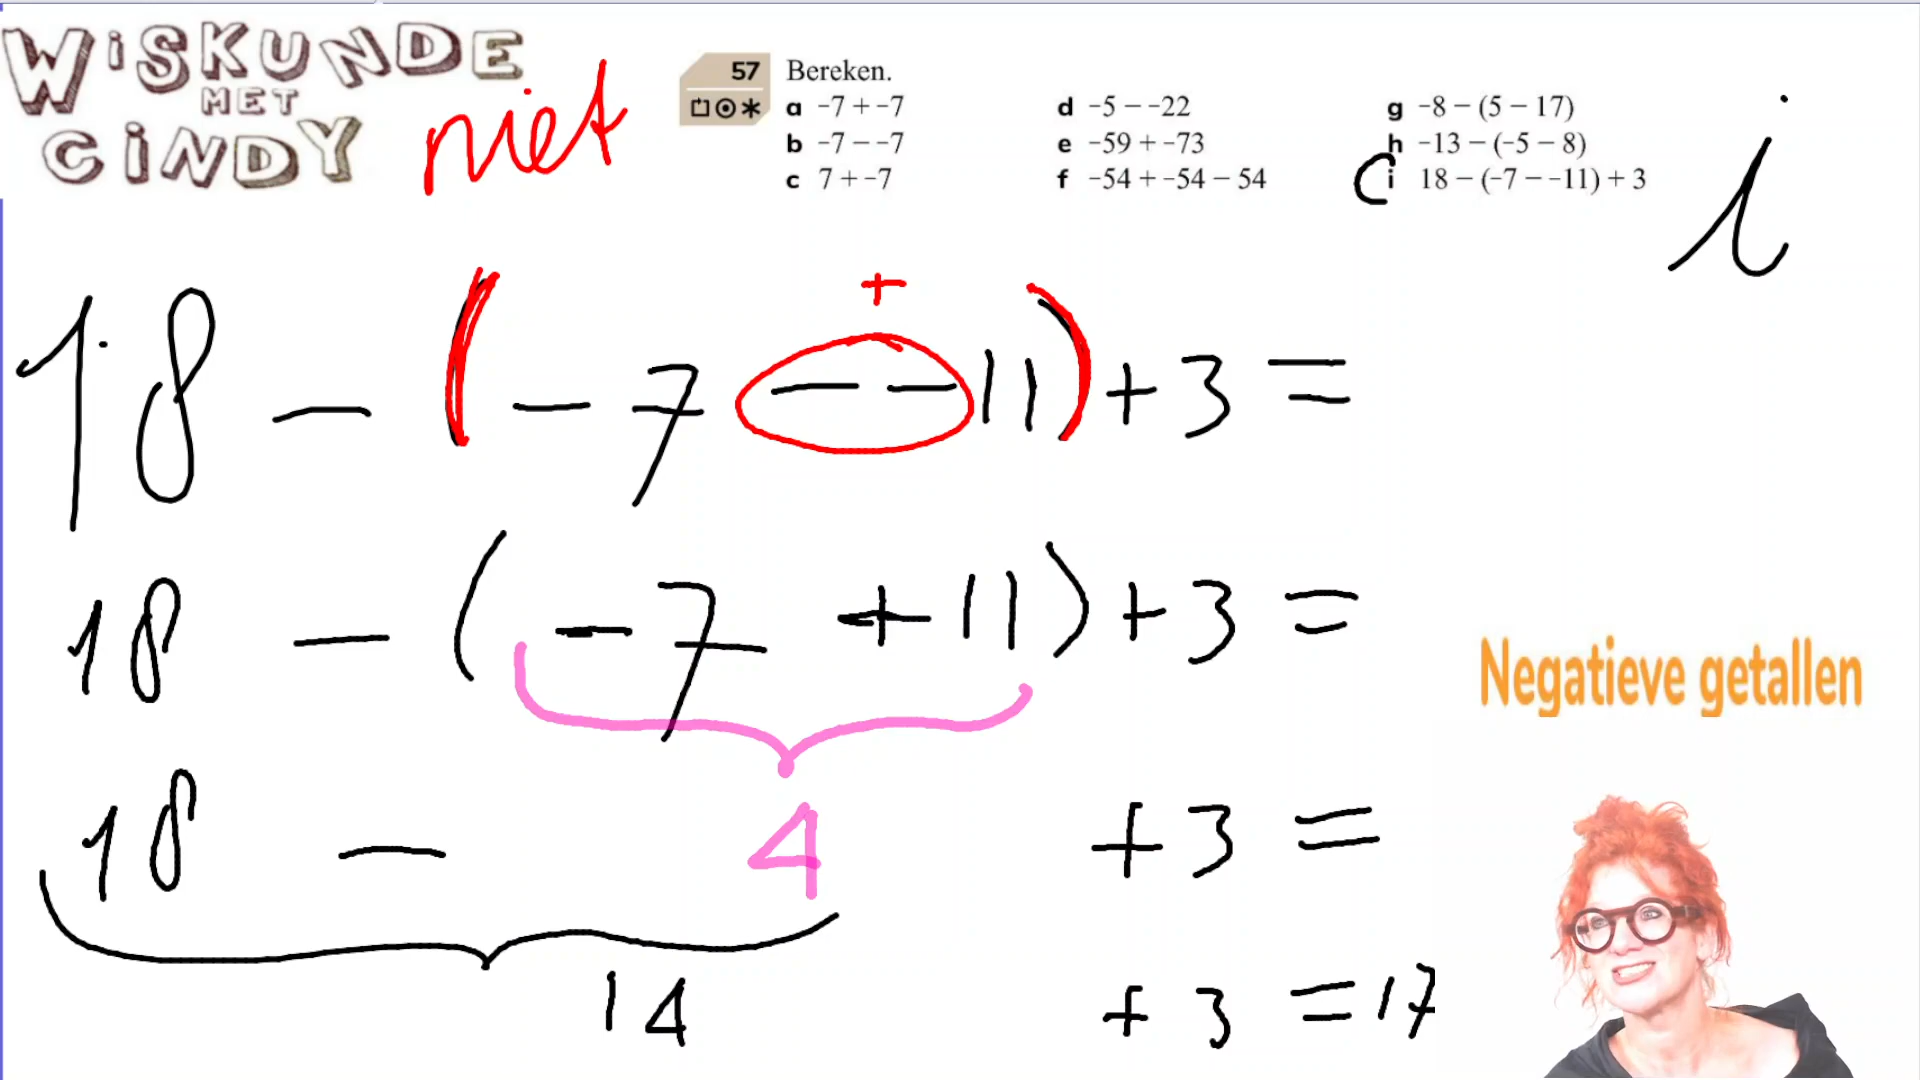 WiSKUNDE
MET
CiNDY
niet
57 Bereken.
a -7 + -7
b -7 - -7
c 7 + -7
d -5 - -22
e -59 + -73
f -54 + -54 - 54
g -8 - (5 - 17)
h -13 - (-5 - 8)
i 18 - (-7 - -11) + 3
i
+
18 - (-7 - -11) + 3 =
18 - (-7 + 11) + 3 =
18 - 4 + 3 =
14 + 3 = 17
Negatieve getallen